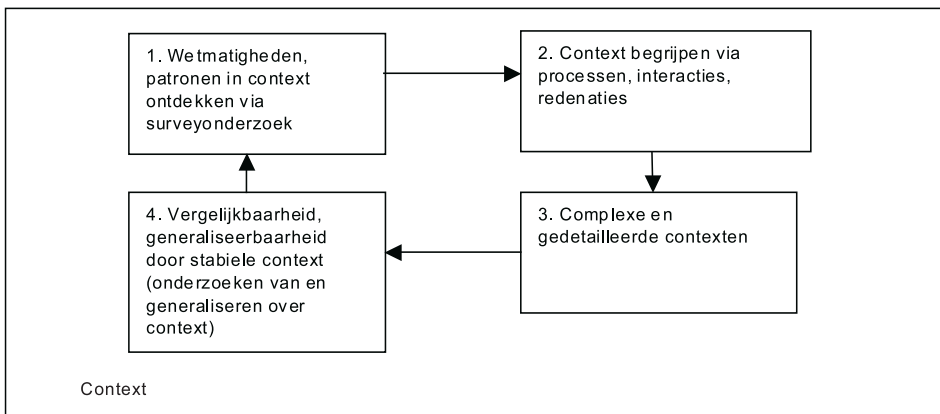 1. Wetmatigheden,
patronen in context
ontdekken via
surveyonderzoek
2. Context begrijpen via
processen, interacties,
redenaties
3. Complexe en
gedetailleerde contexten
4. Vergelijkbaarheid,
generaliseerbaarheid
door stabiele context
(onderzoeken van en
generaliseren over
context)
Context